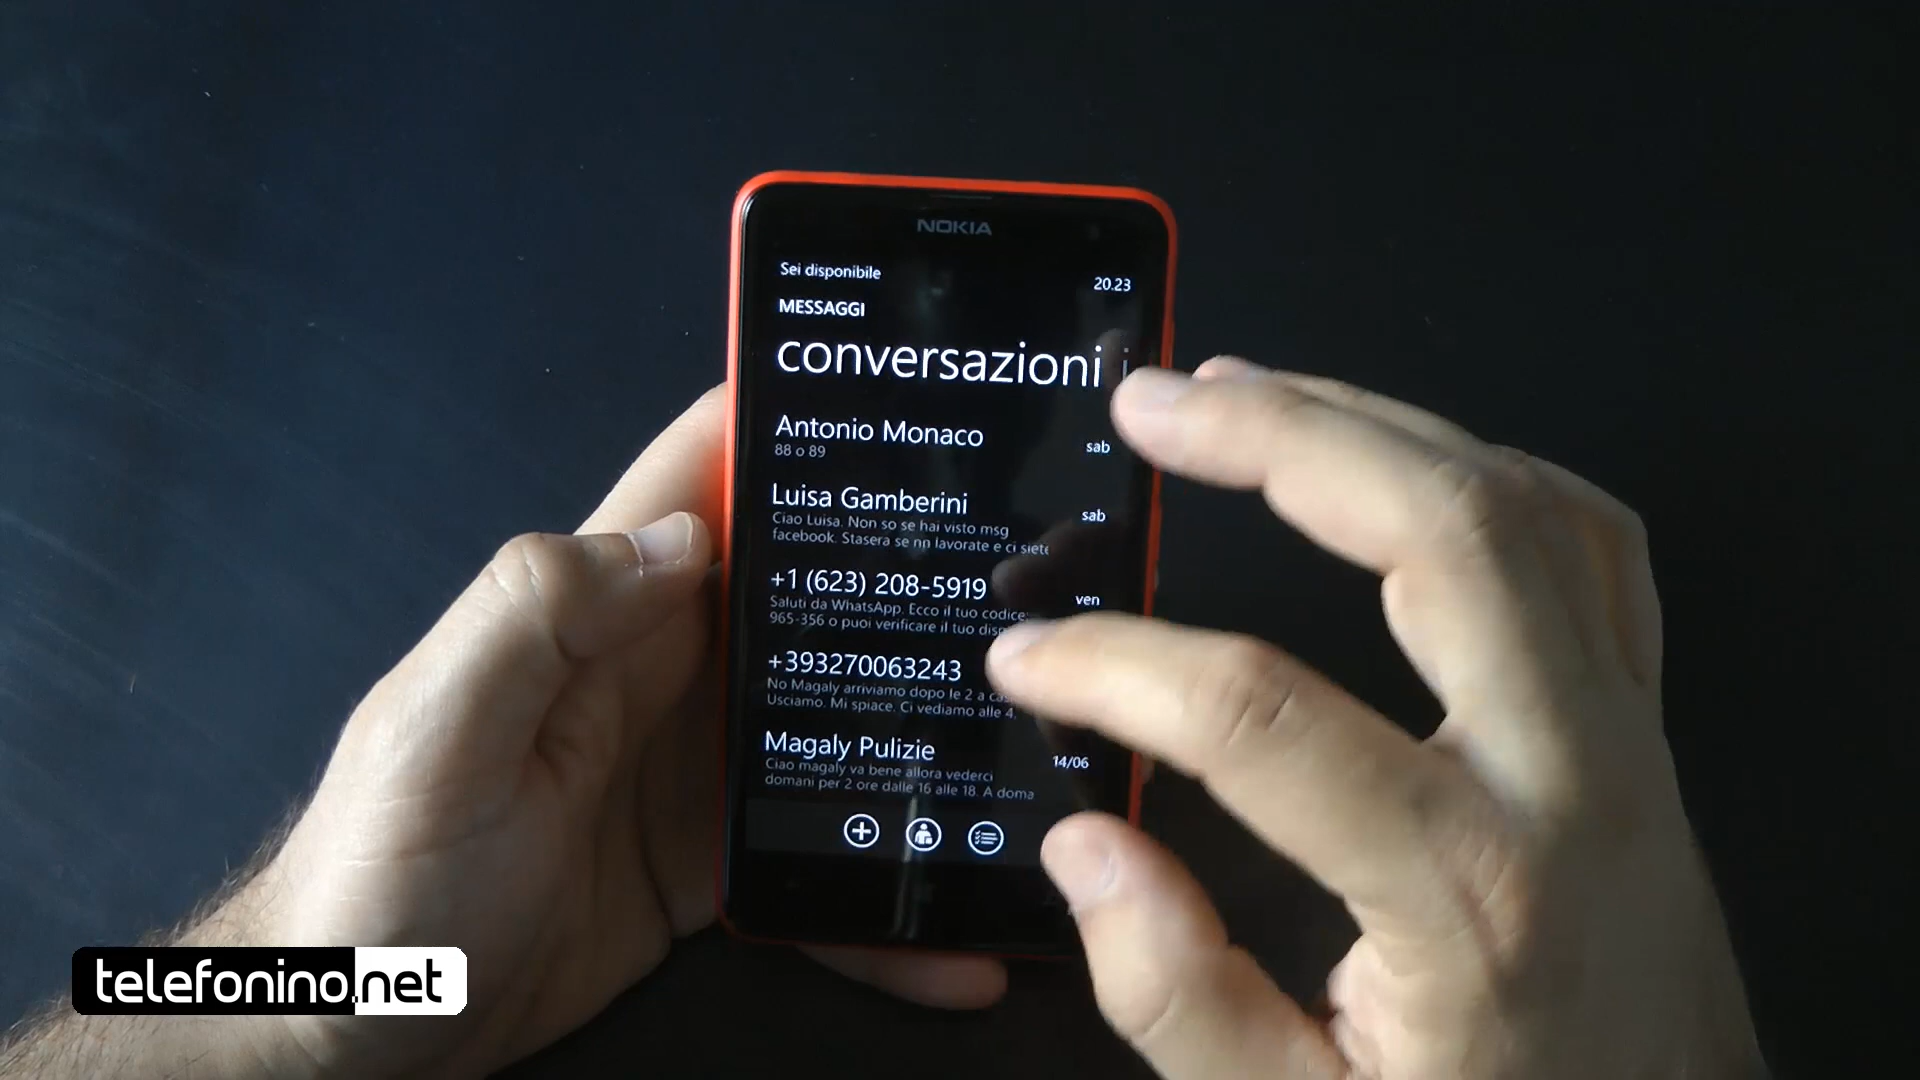 NOKIA
Sei disponibile
20.23
MESSAGGI
conversazioni i
Antonio Monaco
88 o 89
sab
Luisa Gamberini
Ciao Luisa. Non so se hai visto msg
facebook. Stasera se nn lavorate e ci siete
sab
+1 (623) 208-5919
Saluti da WhatsApp. Ecco il tuo codice:
965-356 o puoi verificare il tuo disp
ven
+393270063243
No Magaly arriviamo dopo le 2 a
Usciamo. Mi spiace. Ci vediamo alle 4.
Magaly Pulizie
Ciao magaly va bene allora vederci
domani per 2 ore dalle 16 alle 18. A doma
14/06
telefonino.net